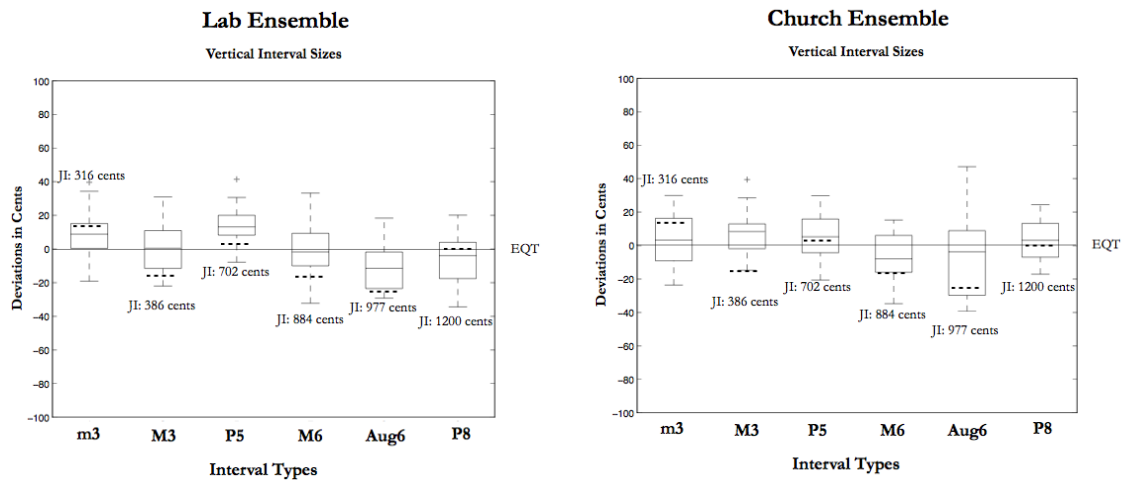 Lab Ensemble
Vertical Interval Sizes
100
80
60
40
20
0
−20
−40
−60
−80
−100
Deviations in Cents
JI: 316 cents
JI: 386 cents
JI: 702 cents
JI: 884 cents
JI: 977 cents
JI: 1200 cents
EQT
m3 M3 P5 M6 Aug6 P8
Interval Types
Church Ensemble
Vertical Interval Sizes
100
80
60
40
20
0
−20
−40
−60
−80
−100
Deviations in Cents
JI: 316 cents
JI: 386 cents
JI: 702 cents
JI: 884 cents
JI: 977 cents
JI: 1200 cents
EQT
m3 M3 P5 M6 Aug6 P8
Interval Types